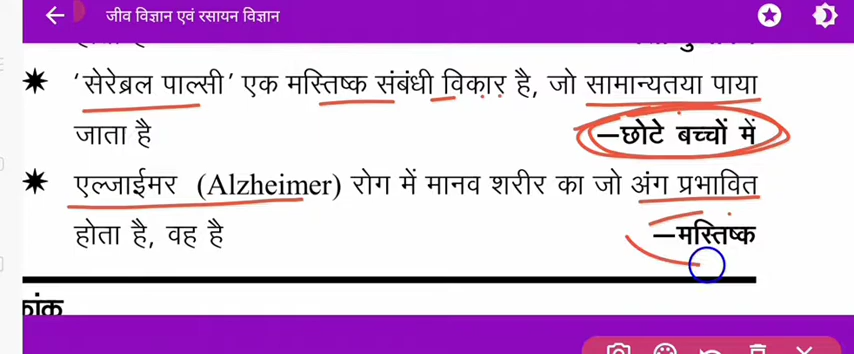 जीव विज्ञान एवं रसायन विज्ञान
‘सेरेब्रल पाल्सी’ एक मस्तिष्क संबंधी विकार है, जो सामान्यतया पाया
जाता है –छोटे बच्चों में
एल्जाईमर (Alzheimer) रोग में मानव शरीर का जो अंग प्रभावित
होता है, वह है –मस्तिष्क